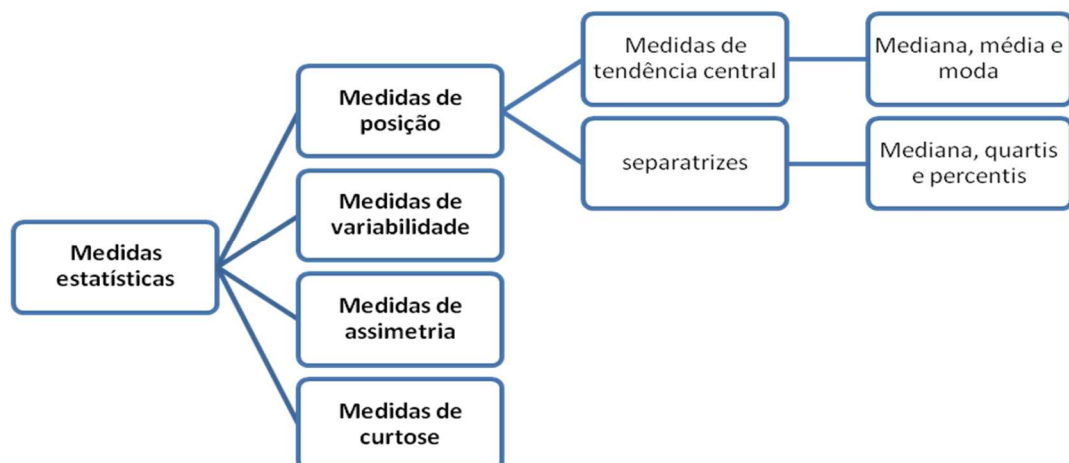 Medidas de
tendência central
Mediana, média e
moda
Medidas de
posição
separatrizes
Mediana, quartis
e percentis
Medidas de
variabilidade
Medidas
estatísticas
Medidas de
assimetria
Medidas de
curtose